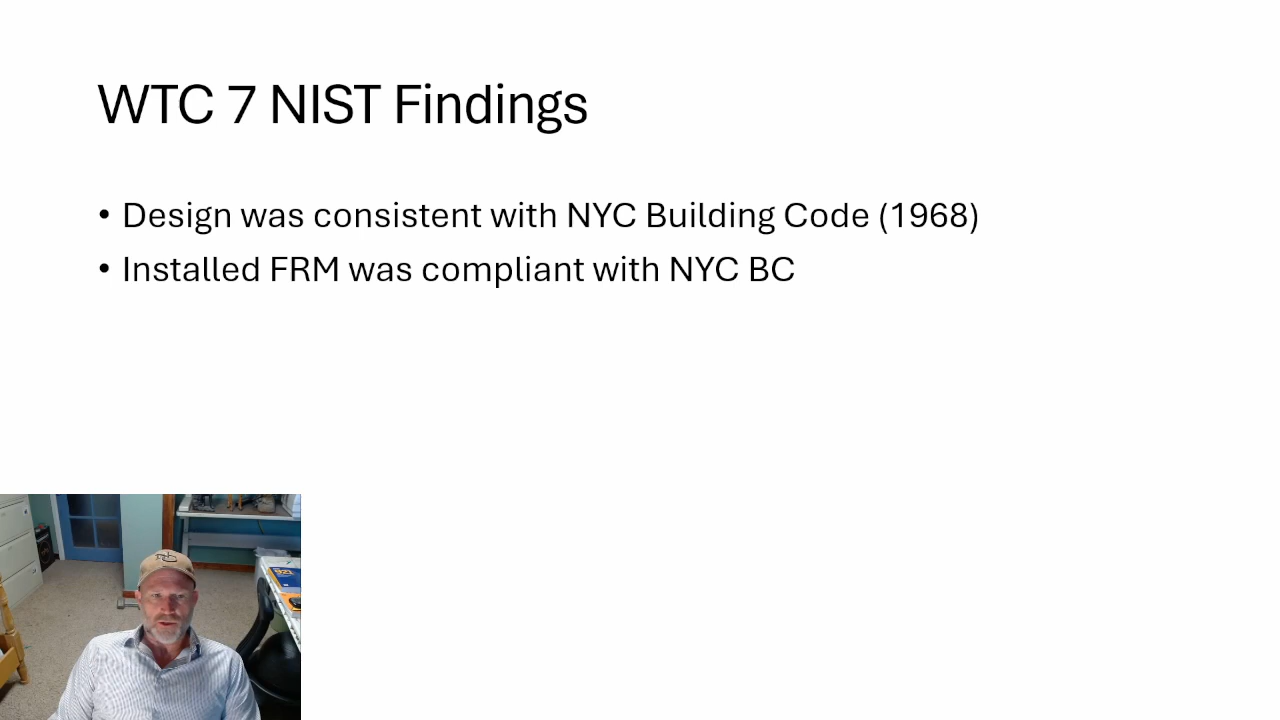 WTC 7 NIST Findings
• Design was consistent with NYC Building Code (1968)
• Installed FRM was compliant with NYC BC